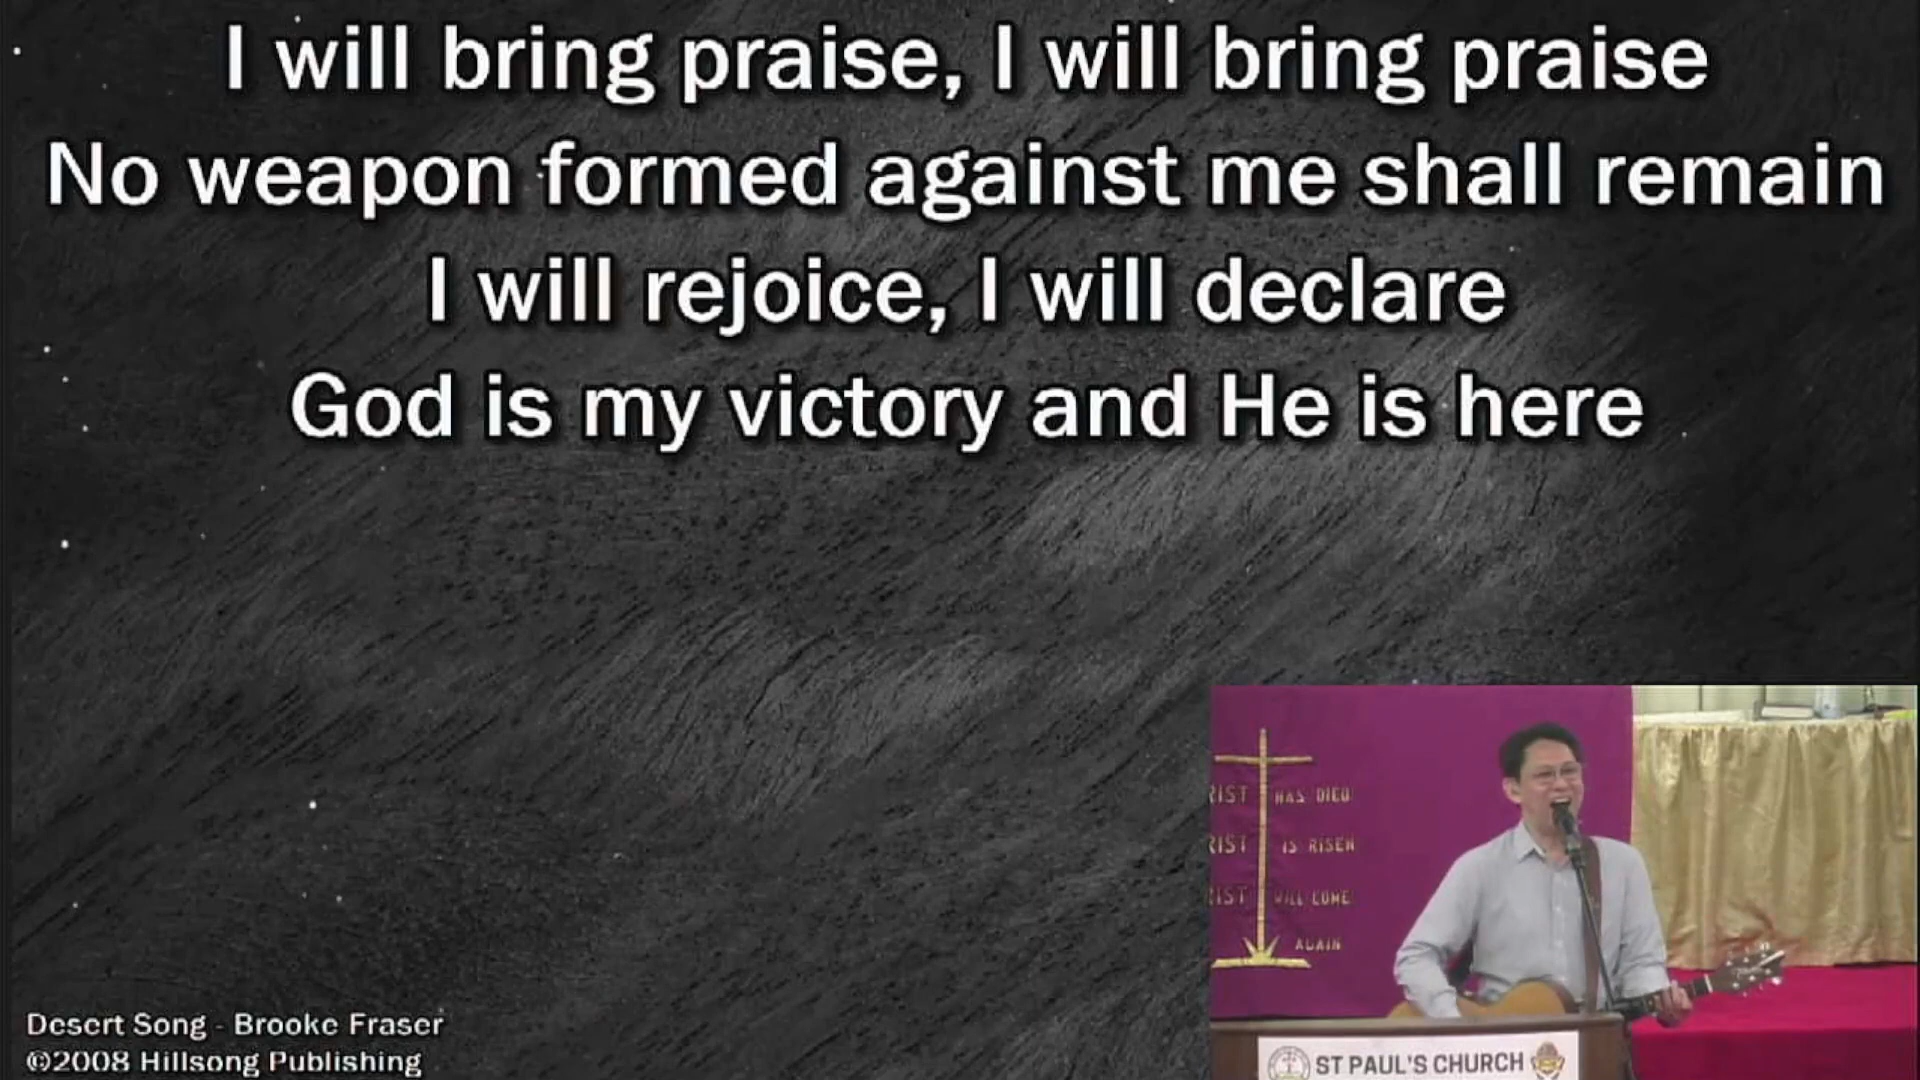 I will bring praise, I will bring praise
No weapon formed against me shall remain
I will rejoice, I will declare
God is my victory and He is here
RIST HAS DIED
RIST IS RISEN
RIST WILL COME
AGAIN
Desert Song - Brooke Fraser
©2008 Hillsong Publishing
ST PAUL'S CHURCH